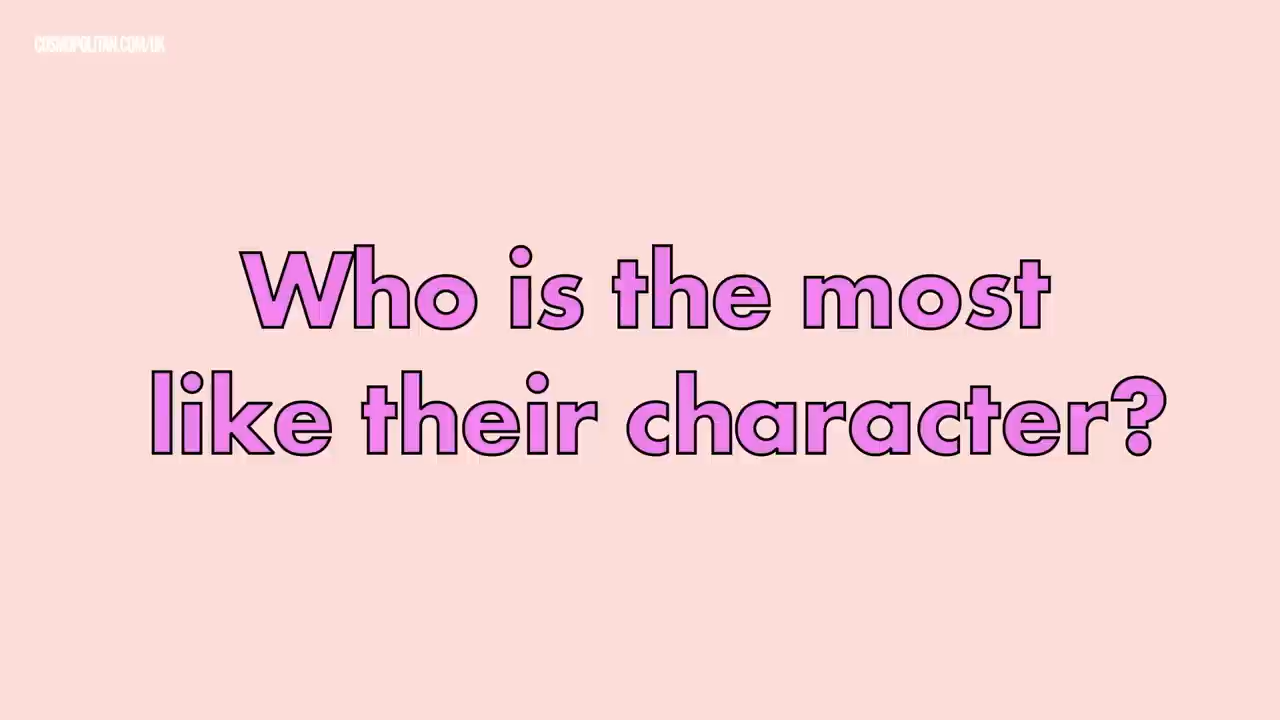 COSMOPOLITAN.COM/UK
Who is the most
like their character?